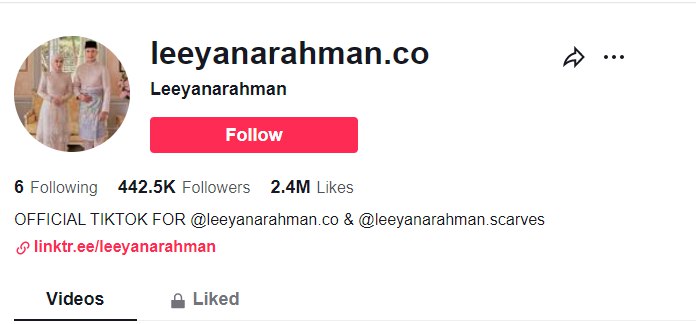 leeyanarahman.co
Leeyanarahman
Follow
6 Following 442.5K Followers 2.4M Likes
OFFICIAL TIKTOK FOR @leeyanarahman.co & @leeyanarahman.scarves
linktr.ee/leeyanarahman
Videos Liked